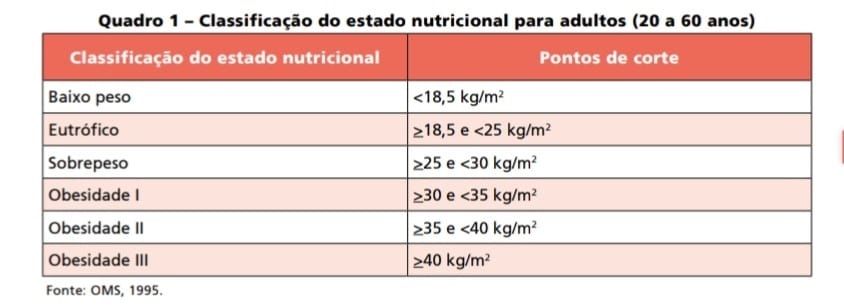 Quadro 1 – Classificação do estado nutricional para adultos (20 a 60 anos)
Classificação do estado nutricional Pontos de corte
Baixo peso <18,5 kg/m²
Eutrófico ≥18,5 e <25 kg/m²
Sobrepeso ≥25 e <30 kg/m²
Obesidade I ≥30 e <35 kg/m²
Obesidade II ≥35 e <40 kg/m²
Obesidade III ≥40 kg/m²
Fonte: OMS, 1995.